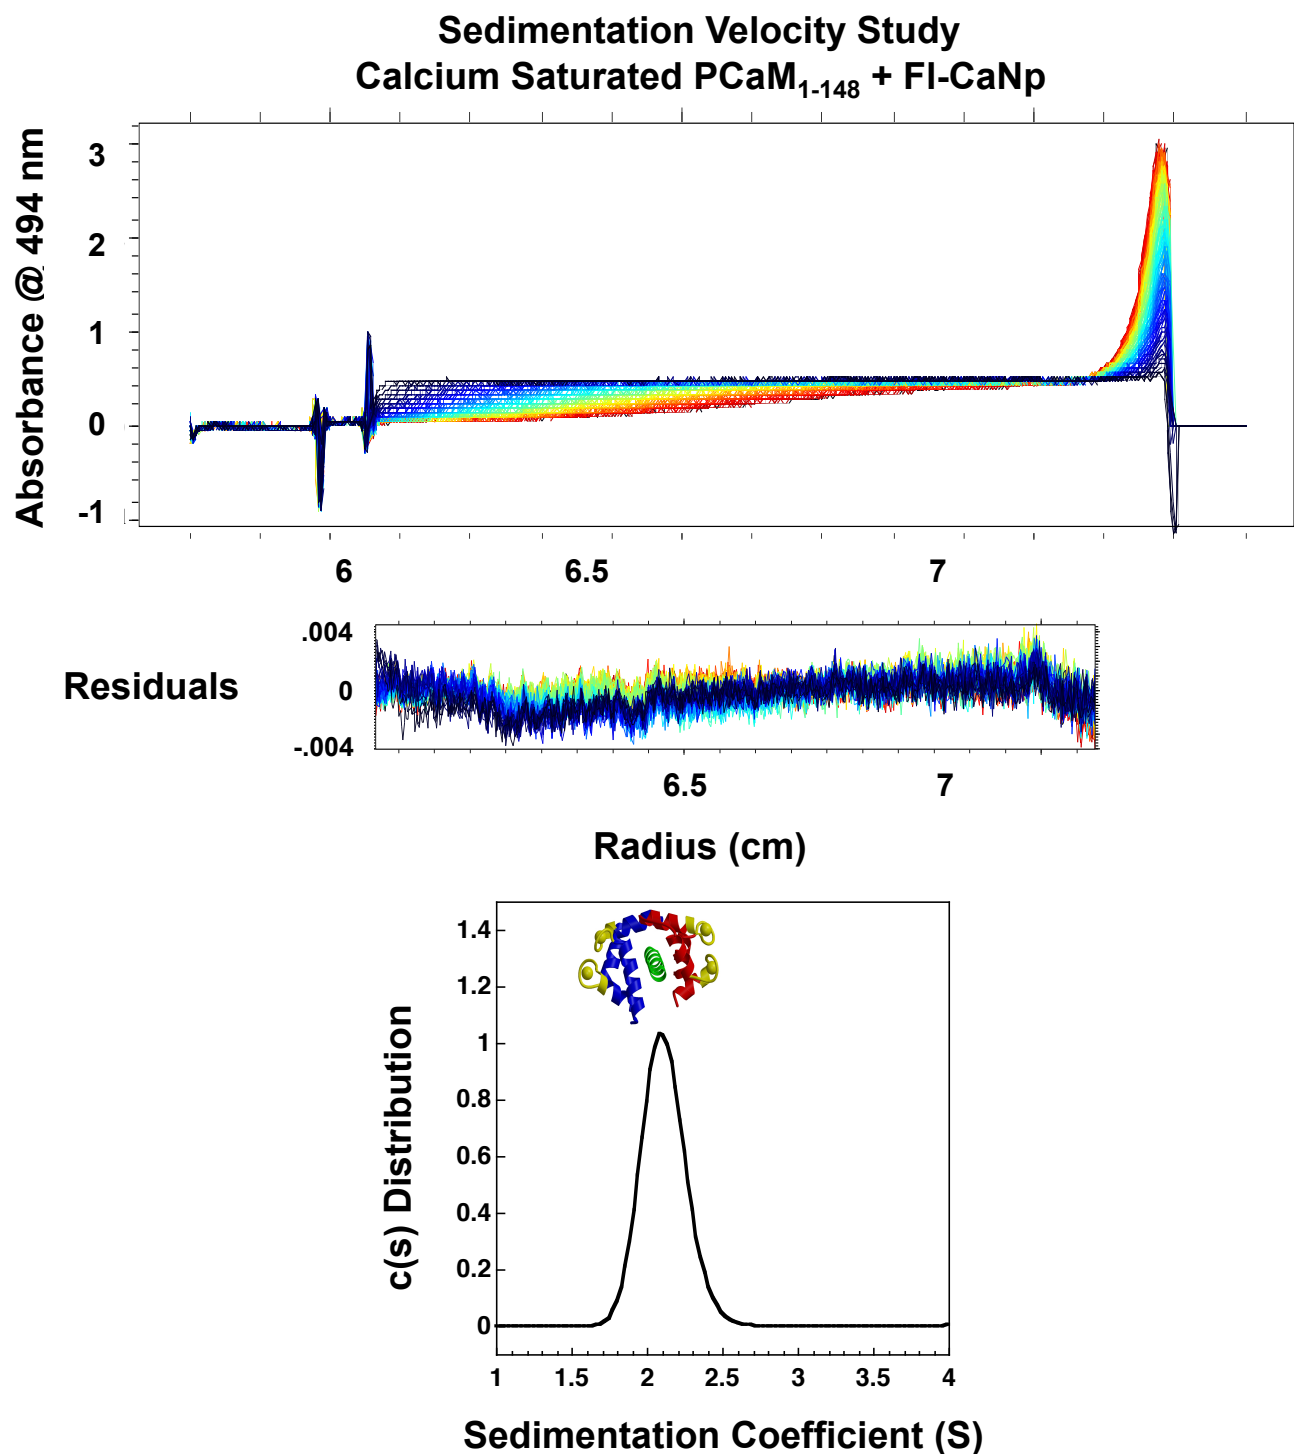 Sedimentation Velocity Study
Calcium Saturated PCaM₁₋₁₄₈ + Fl-CaNp
Absorbance @ 494 nm
3
2
1
0
-1
6 6.5 7
Residuals
.004
0
-.004
6.5 7
Radius (cm)
c(s) Distribution
1.4
1.2
1
0.8
0.6
0.4
0.2
0
1 1.5 2 2.5 3 3.5 4
Sedimentation Coefficient (S)